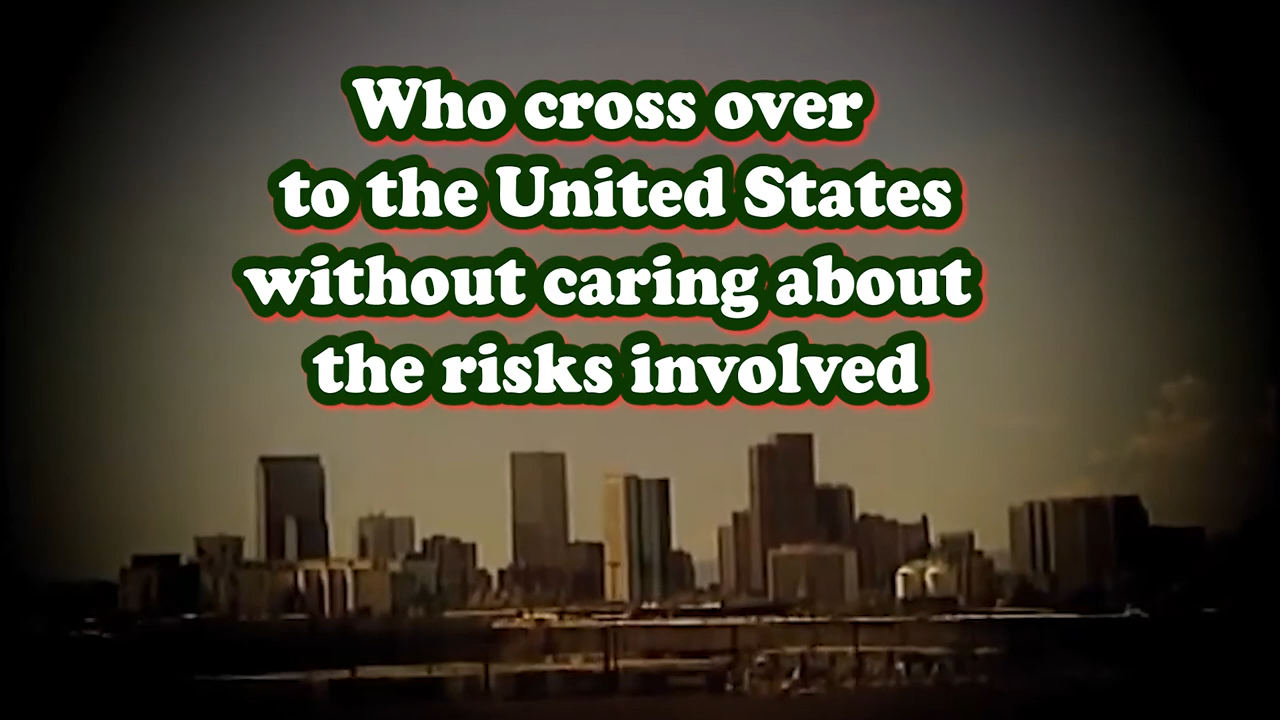 Who cross over
to the United States
without caring about
the risks involved